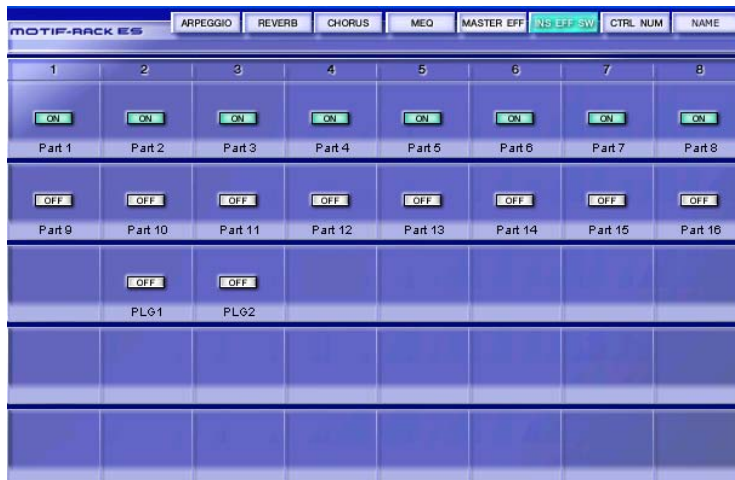 MOTIF-RACK ES ARPEGGIO REVERB CHORUS MEQ MASTER EFF INS EFF SW CTRL NUM NAME
1 2 3 4 5 6 7 8
ON ON ON ON ON ON ON ON
Part 1 Part 2 Part 3 Part 4 Part 5 Part 6 Part 7 Part 8
OFF OFF OFF OFF OFF OFF OFF OFF
Part 9 Part 10 Part 11 Part 12 Part 13 Part 14 Part 15 Part 16
OFF OFF
PLG1 PLG2